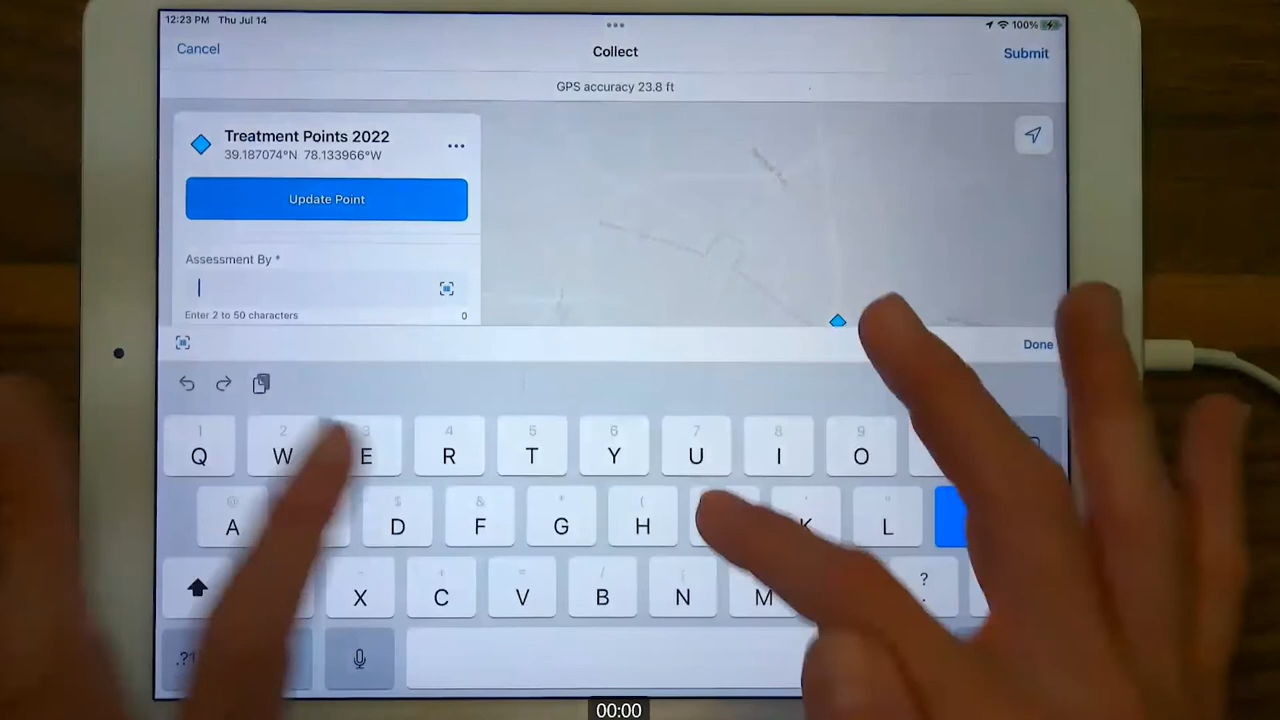 12:23 PM Thu Jul 14
100%
Cancel
Collect
Submit
GPS accuracy 23.8 ft
Treatment Points 2022
39.187074°N 78.133966°W
Update Point
Assessment By *
Enter 2 to 50 characters
0
Done
1 2 3 4 5 6 7 8 9
Q W E R T Y U I O
@ $ & * ( ' "
A D F G H K L
- + = / ; ?
X C V B N M .
.?1
00:00